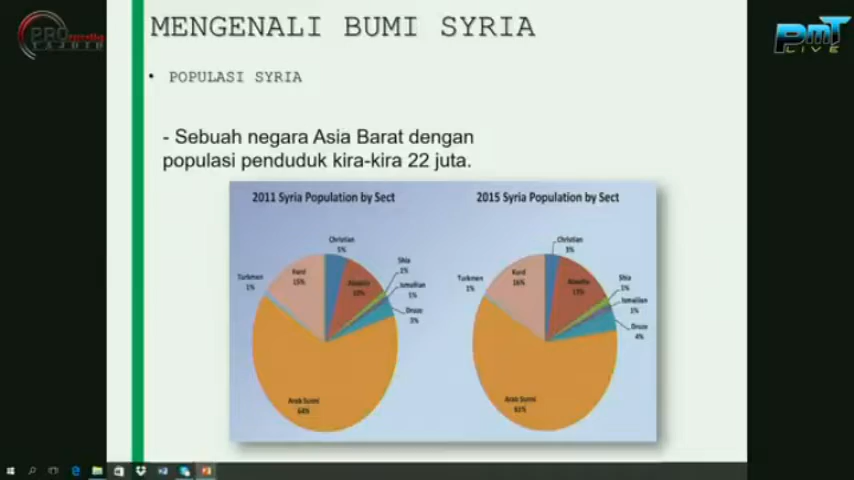 MENGENALI BUMI SYRIA
PMT
LIVE
• POPULASI SYRIA
- Sebuah negara Asia Barat dengan
populasi penduduk kira-kira 22 juta.
2011 Syria Population by Sect
Christian
5%
Shia
1%
Ismailian
1%
Druze
3%
Arab Sunni
64%
Turkmen
1%
Kurd
15%
Alawite
10%
2015 Syria Population by Sect
Christian
3%
Alawite
13%
Shia
1%
Ismailian
1%
Druze
4%
Arab Sunni
61%
Turkmen
1%
Kurd
16%